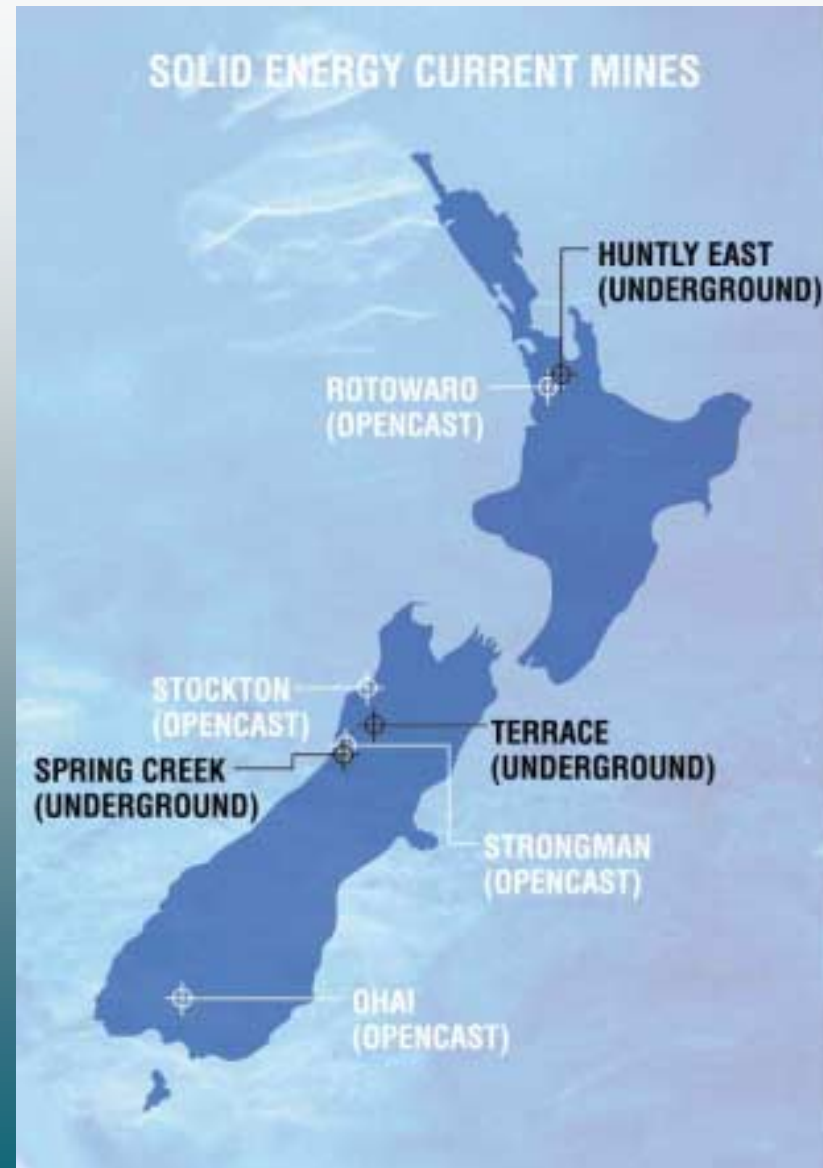 SOLID ENERGY CURRENT MINES
HUNTLY EAST
(UNDERGROUND)
ROTOWARO
(OPENCAST)
STOCKTON
(OPENCAST)
TERRACE
(UNDERGROUND)
SPRING CREEK
(UNDERGROUND)
STRONGMAN
(OPENCAST)
OHAI
(OPENCAST)